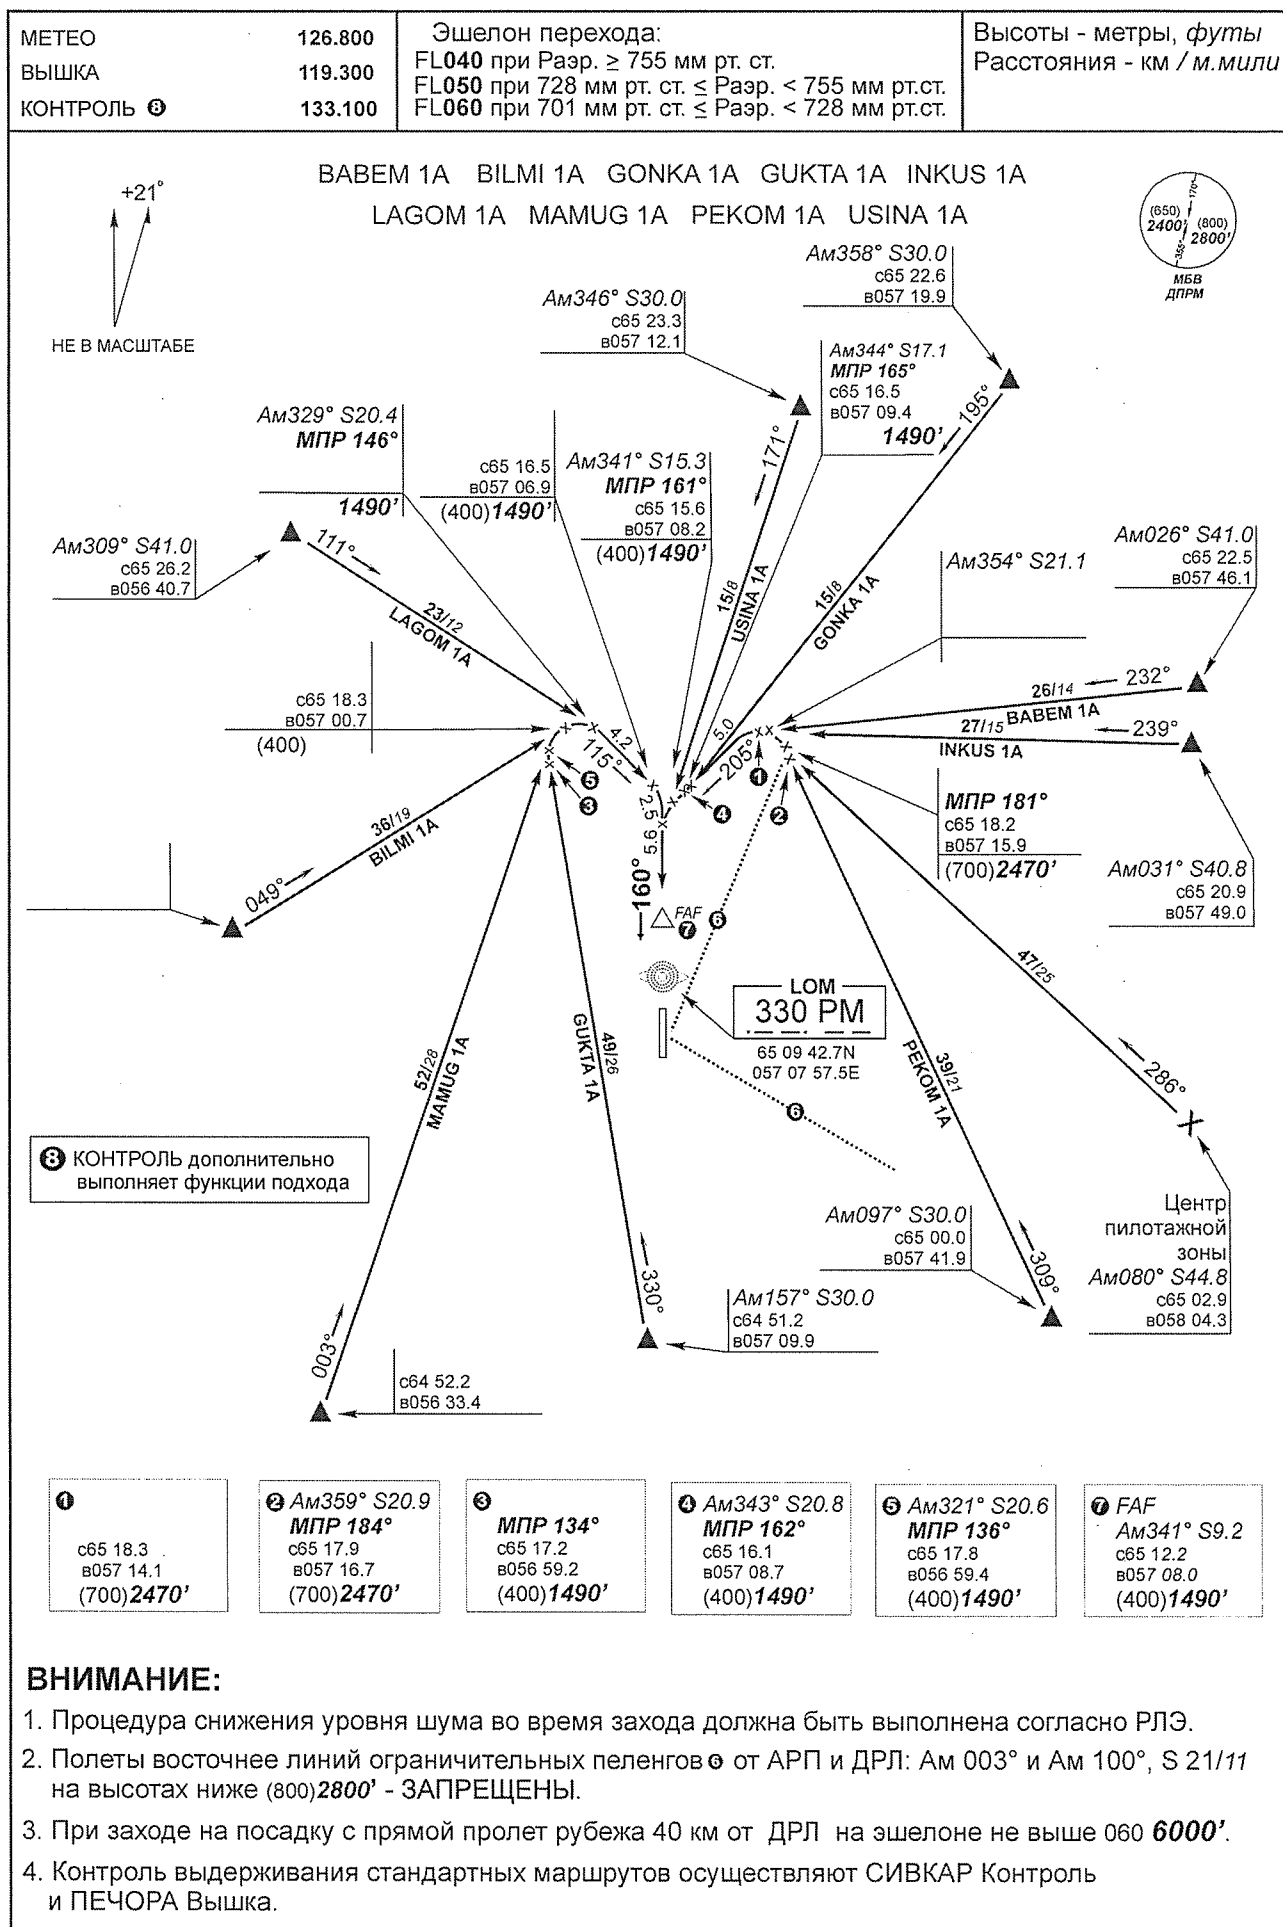 МЕТЕО 126.800
ВЫШКА 119.300
КОНТРОЛЬ ❽ 133.100
Эшелон перехода:
FL040 при Рaэр. ≥ 755 мм рт. ст.
FL050 при 728 мм рт. ст. ≤ Рaэр. < 755 мм рт.ст.
FL060 при 701 мм рт. ст. ≤ Рaэр. < 728 мм рт.ст.
Высоты - метры, футы
Расстояния - км / м.мили
BABEM 1A BILMI 1A GONKA 1A GUKTA 1A INKUS 1A
LAGOM 1A MAMUG 1A PEKOM 1A USINA 1A
+21°
НЕ В МАСШТАБЕ
170°
(650)
2400'
(800)
2800'
355°
МБВ
ДПРМ
Ам358° S30.0
с65 22.6
в057 19.9
Ам346° S30.0
с65 23.3
в057 12.1
Ам344° S17.1
МПР 165°
с65 16.5
в057 09.4
1490'
Ам329° S20.4
МПР 146°
1490'
с65 16.5
в057 06.9
(400)1490'
Ам341° S15.3
МПР 161°
с65 15.6
в057 08.2
(400)1490'
171°
195°
Ам309° S41.0
с65 26.2
в056 40.7
111°
23/12
LAGOM 1A
15/8
USINA 1A
15/8
GONKA 1A
Ам354° S21.1
Ам026° S41.0
с65 22.5
в057 46.1
с65 18.3
в057 00.7
(400)
232°
26/14
BABEM 1A
27/15
239°
INKUS 1A
4.2
115°
5.0
205°
❶
❺
❸
❹
❷
2.5
5.6
160°
МПР 181°
с65 18.2
в057 15.9
(700)2470'
Ам031° S40.8
с65 20.9
в057 49.0
36/19
BILMI 1A
049°
FAF
❼
❻
LOM
330 PM
65 09 42.7N
057 07 57.5E
❻
47/25
286°
52/28
MAMUG 1A
49/26
GUKTA 1A
39/21
PEKOM 1A
❽ КОНТРОЛЬ дополнительно
выполняет функции подхода
Центр
пилотажной
зоны
Ам080° S44.8
с65 02.9
в058 04.3
Ам097° S30.0
с65 00.0
в057 41.9
309°
330°
Ам157° S30.0
с64 51.2
в057 09.9
003°
с64 52.2
в056 33.4
❶
с65 18.3
в057 14.1
(700)2470'
❷ Ам359° S20.9
МПР 184°
с65 17.9
в057 16.7
(700)2470'
❸
МПР 134°
с65 17.2
в056 59.2
(400)1490'
❹ Ам343° S20.8
МПР 162°
с65 16.1
в057 08.7
(400)1490'
❺ Ам321° S20.6
МПР 136°
с65 17.8
в056 59.4
(400)1490'
❼ FAF
Ам341° S9.2
с65 12.2
в057 08.0
(400)1490'
ВНИМАНИЕ:
1. Процедура снижения уровня шума во время захода должна быть выполнена согласно РЛЭ.
2. Полеты восточнее линий ограничительных пеленгов❻ от АРП и ДРЛ: Ам 003° и Ам 100°, S 21/11
на высотах ниже (800)2800' - ЗАПРЕЩЕНЫ.
3. При заходе на посадку с прямой пролет рубежа 40 км от ДРЛ на эшелоне не выше 060 6000'.
4. Контроль выдерживания стандартных маршрутов осуществляют СИВКАР Контроль
и ПЕЧОРА Вышка.